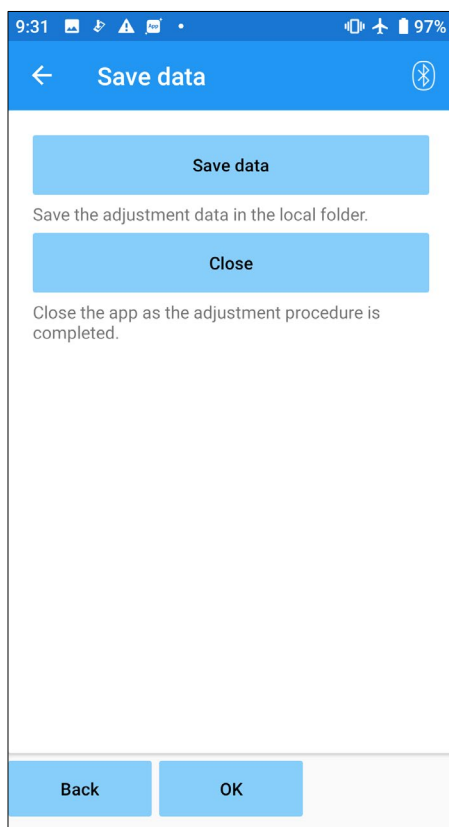 9:31 App 97%
Save data
Save data
Save the adjustment data in the local folder.
Close
Close the app as the adjustment procedure is
completed.
Back OK